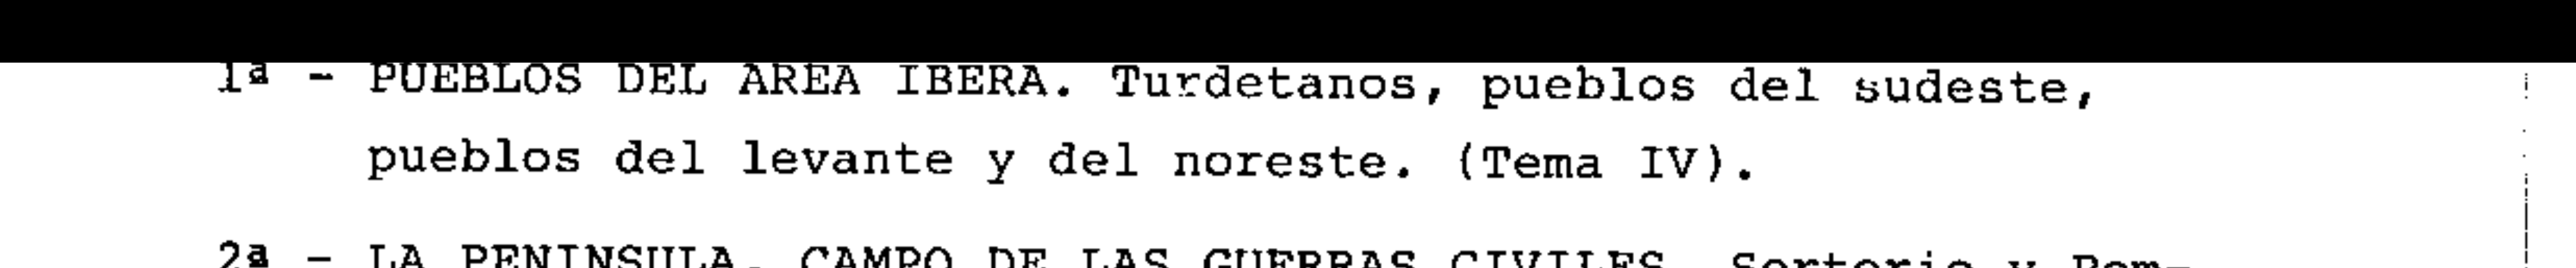 1ª - PUEBLOS DEL AREA IBERA. Turdetanos, pueblos del sudeste,
pueblos del levante y del noreste. (Tema IV).
2ª - LA PENINSULA, CAMPO DE LAS GUERRAS CIVILES. Sertorio y Pom-